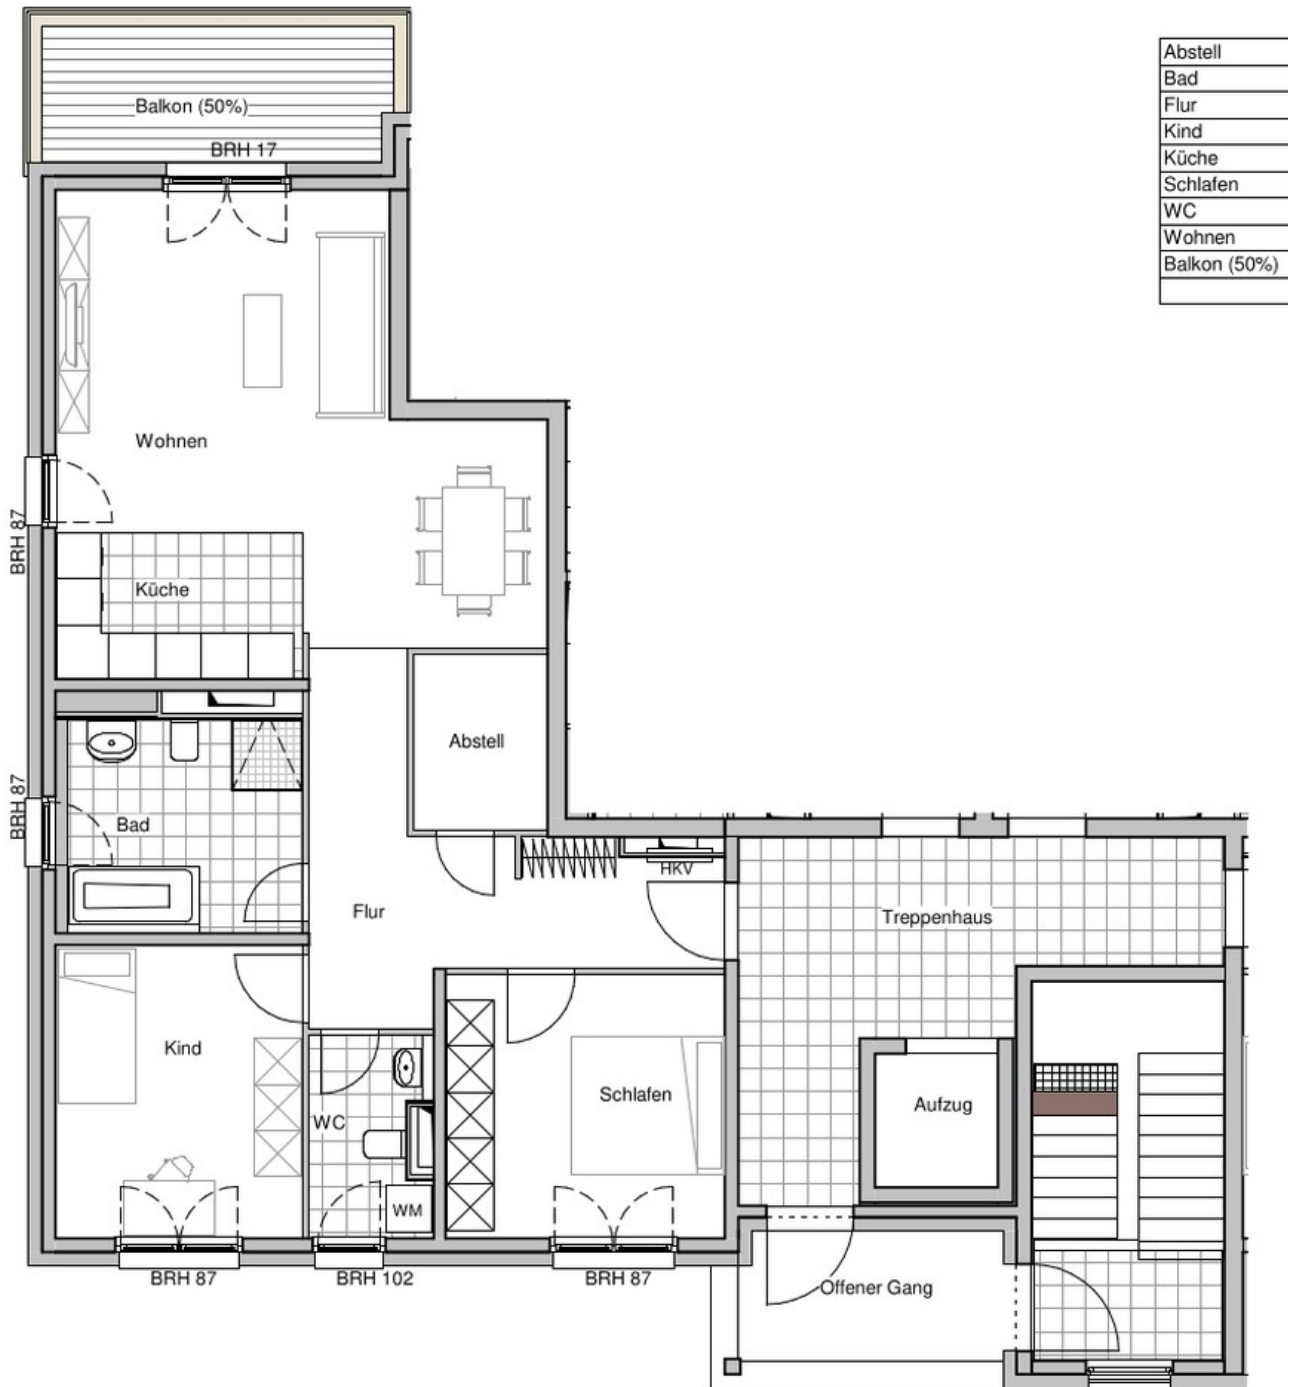 Abstell
Bad
Flur
Kind
Küche
Schlafen
WC
Wohnen
Balkon (50%)
Balkon (50%)
BRH 17
Wohnen
BRH 87
Küche
Abstell
BRH 87
Bad
HKV
Flur
Treppenhaus
Kind
Schlafen
Aufzug
WC
WM
BRH 87
BRH 102
BRH 87
Offener Gang